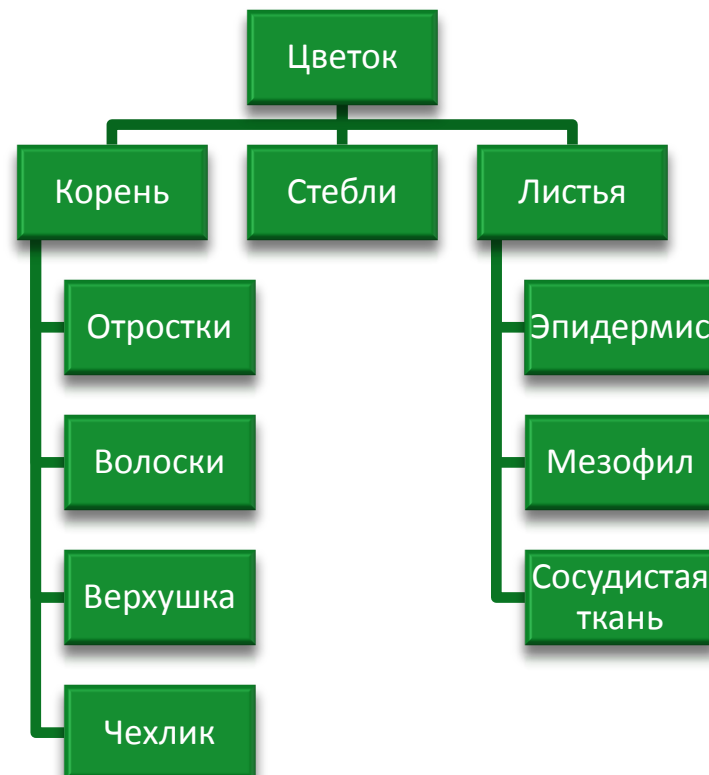 Цветок
Корень
Стебли
Листья
Отростки
Эпидермис
Волоски
Мезофил
Верхушка
Сосудистая
ткань
Чехлик